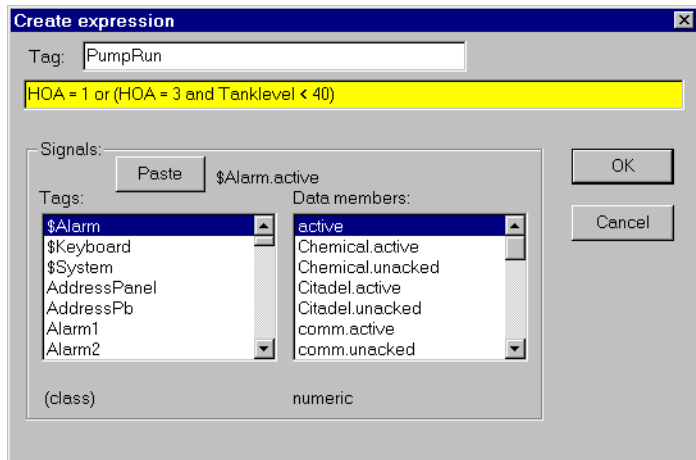 Create expression
Tag: PumpRun
HOA = 1 or (HOA = 3 and Tanklevel < 40)
Signals:
Paste $Alarm.active
OK
Tags:
$Alarm
$Keyboard
$System
AddressPanel
AddressPb
Alarm1
Alarm2
(class)
Data members:
active
Chemical.active
Chemical.unacked
Citadel.active
Citadel.unacked
comm.active
comm.unacked
numeric
Cancel